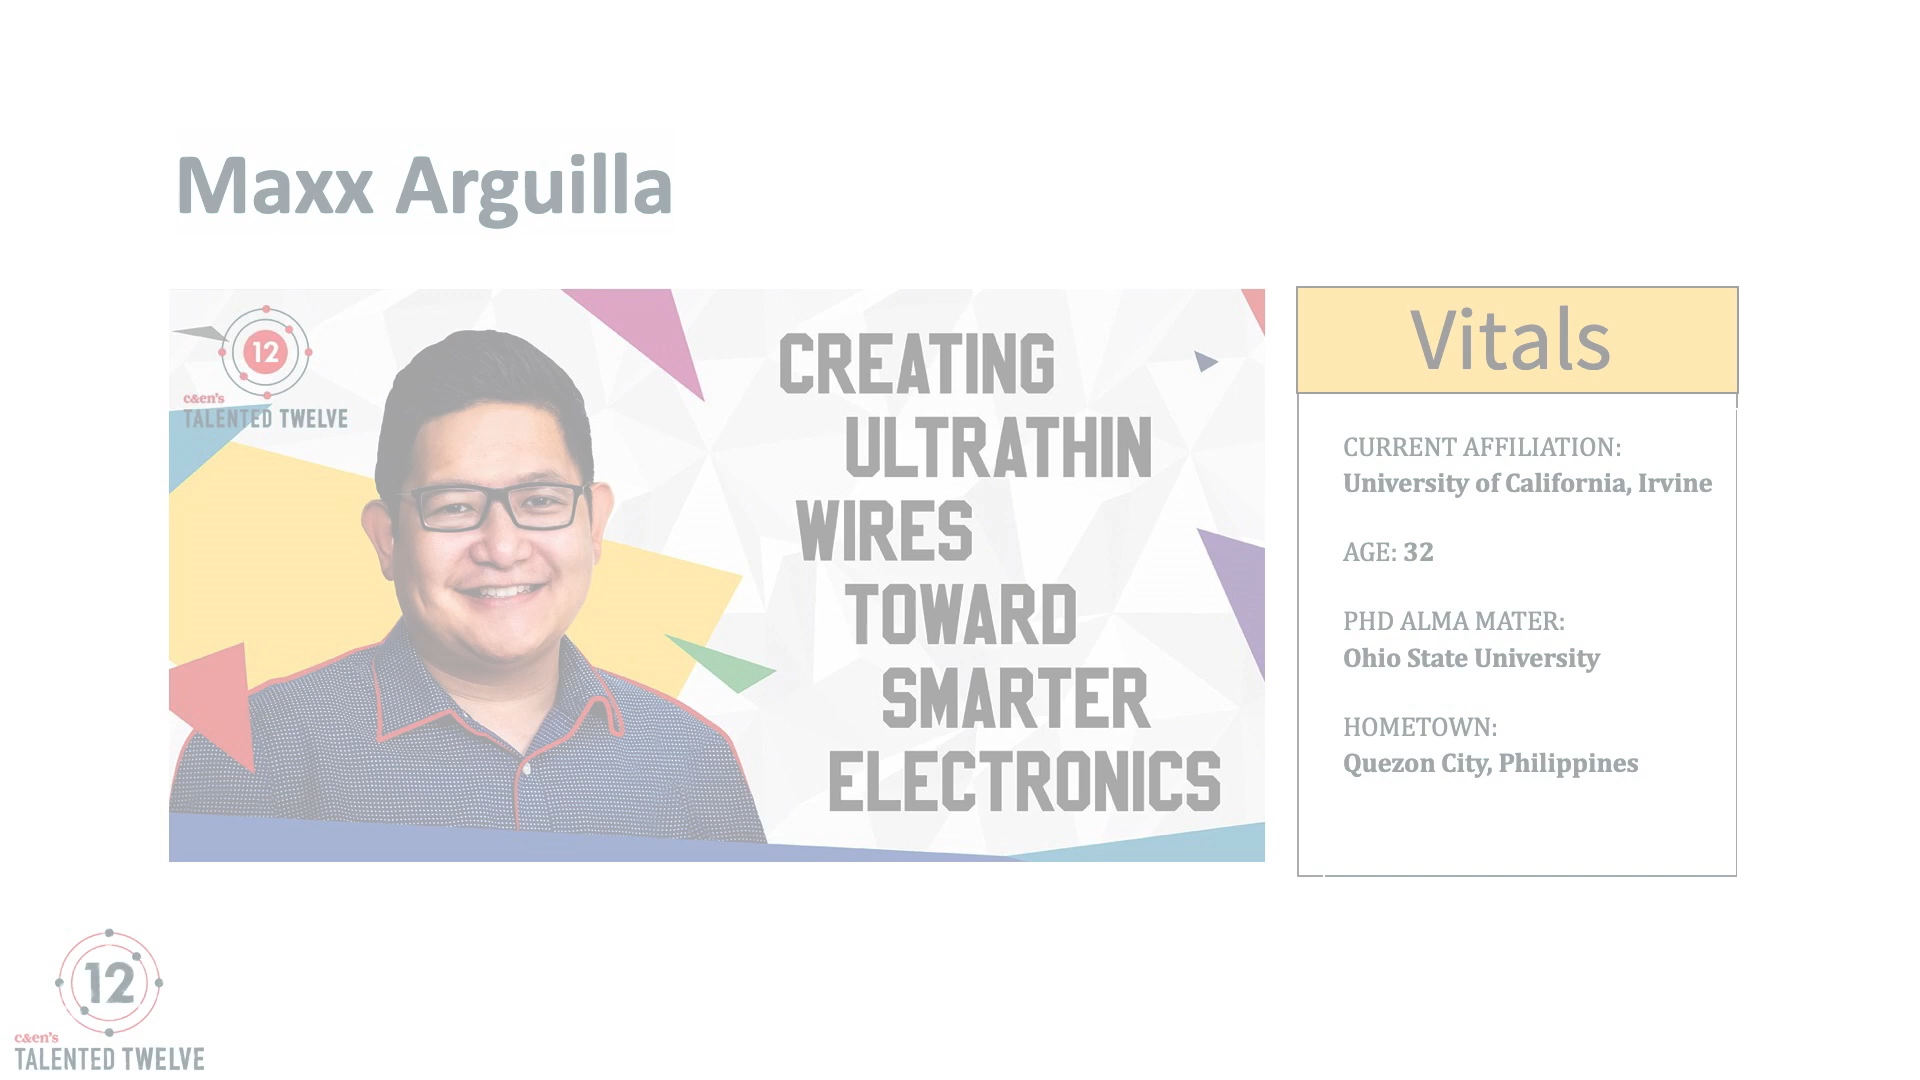 Maxx Arguilla
12
c&en's
TALENTED TWELVE
CREATING
ULTRATHIN
WIRES
TOWARD
SMARTER
ELECTRONICS
Vitals
CURRENT AFFILIATION:
University of California, Irvine
AGE: 32
PHD ALMA MATER:
Ohio State University
HOMETOWN:
Quezon City, Philippines
12
c&en's
TALENTED TWELVE